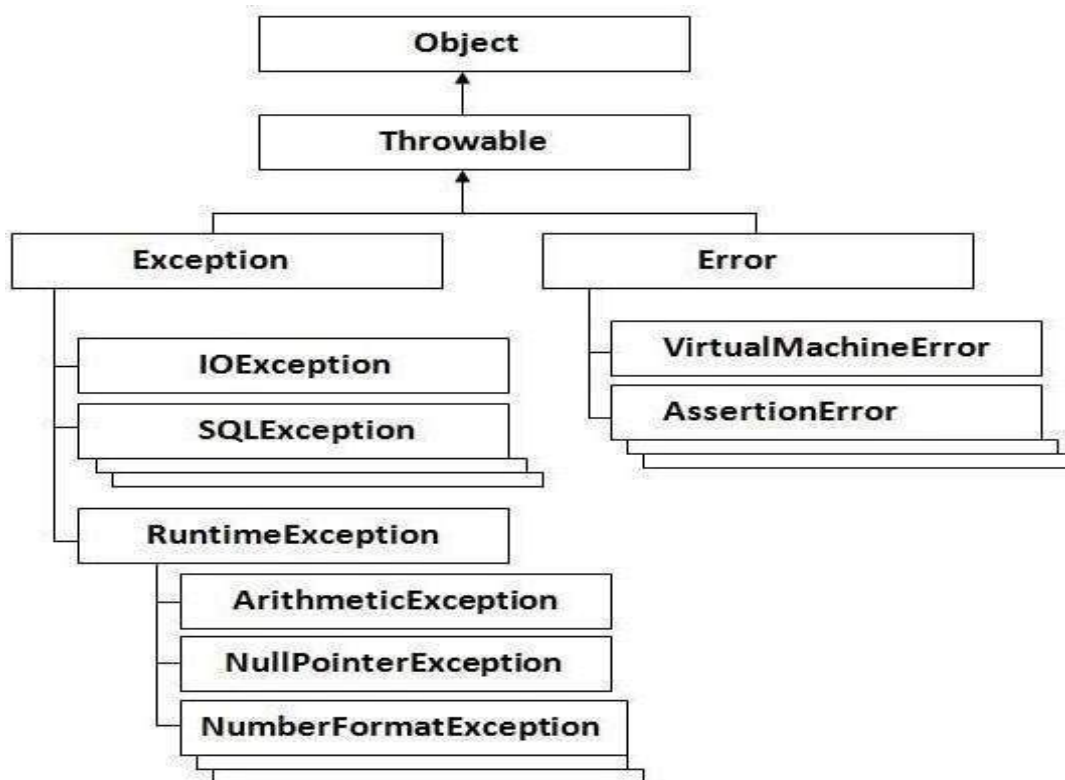 Object
Throwable
Exception
Error
IOException
VirtualMachineError
SQLException
AssertionError
RuntimeException
ArithmeticException
NullPointerException
NumberFormatException